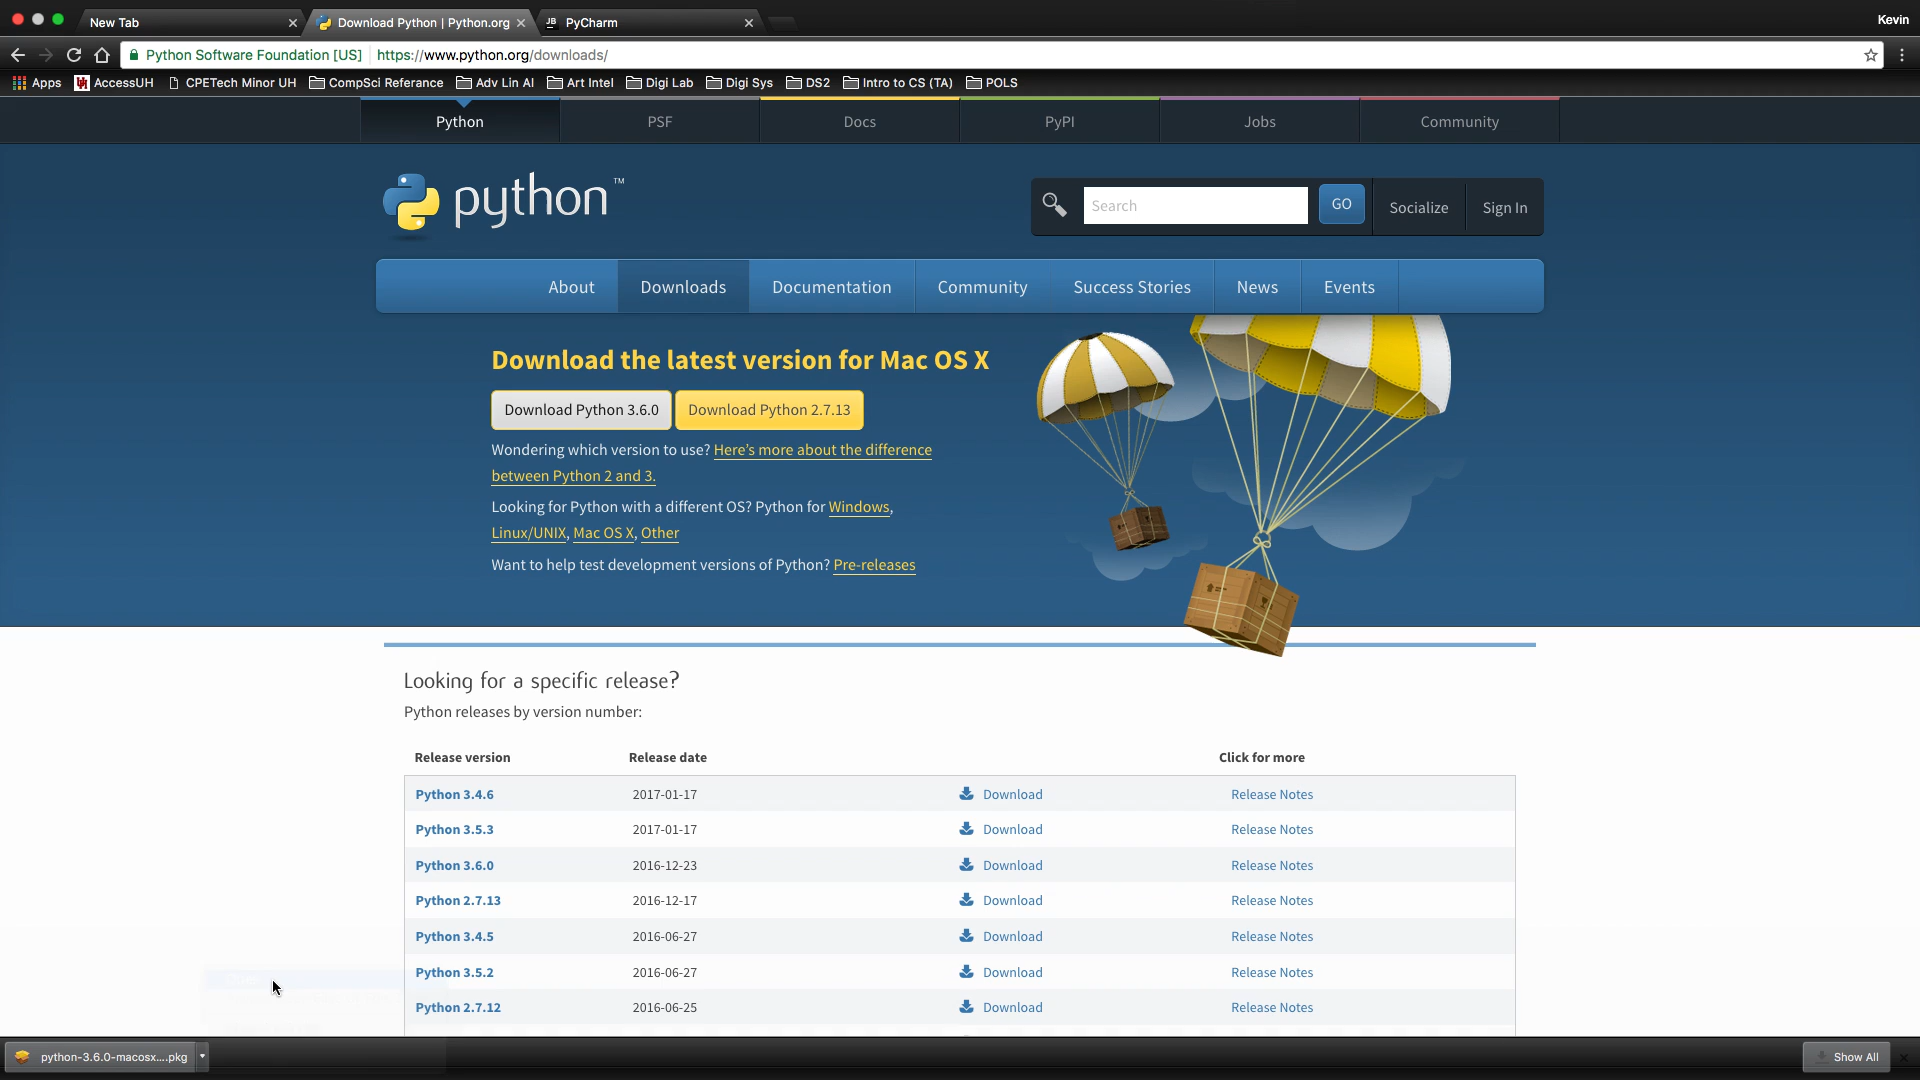 New Tab
Download Python | Python.org
PyCharm
Kevin
Python Software Foundation [US]
https://www.python.org/downloads/
Apps
AccessUH
CPETech Minor UH
CompSci Referance
Adv Lin Al
Art Intel
Digi Lab
Digi Sys
DS2
Intro to CS (TA)
POLS
Python
PSF
Docs
PyPI
Jobs
Community
python™
Search
GO
Socialize
Sign In
About
Downloads
Documentation
Community
Success Stories
News
Events
Download the latest version for Mac OS X
Download Python 3.6.0
Download Python 2.7.13
Wondering which version to use? Here's more about the difference
between Python 2 and 3.
Looking for Python with a different OS? Python for Windows,
Linux/UNIX, Mac OS X, Other
Want to help test development versions of Python? Pre-releases
Looking for a specific release?
Python releases by version number:
Release version Release date Click for more
Python 3.4.6 2017-01-17 Download Release Notes
Python 3.5.3 2017-01-17 Download Release Notes
Python 3.6.0 2016-12-23 Download Release Notes
Python 2.7.13 2016-12-17 Download Release Notes
Python 3.4.5 2016-06-27 Download Release Notes
Python 3.5.2 2016-06-27 Download Release Notes
Python 2.7.12 2016-06-25 Download Release Notes
python-3.6.0-macosx....pkg
Show All